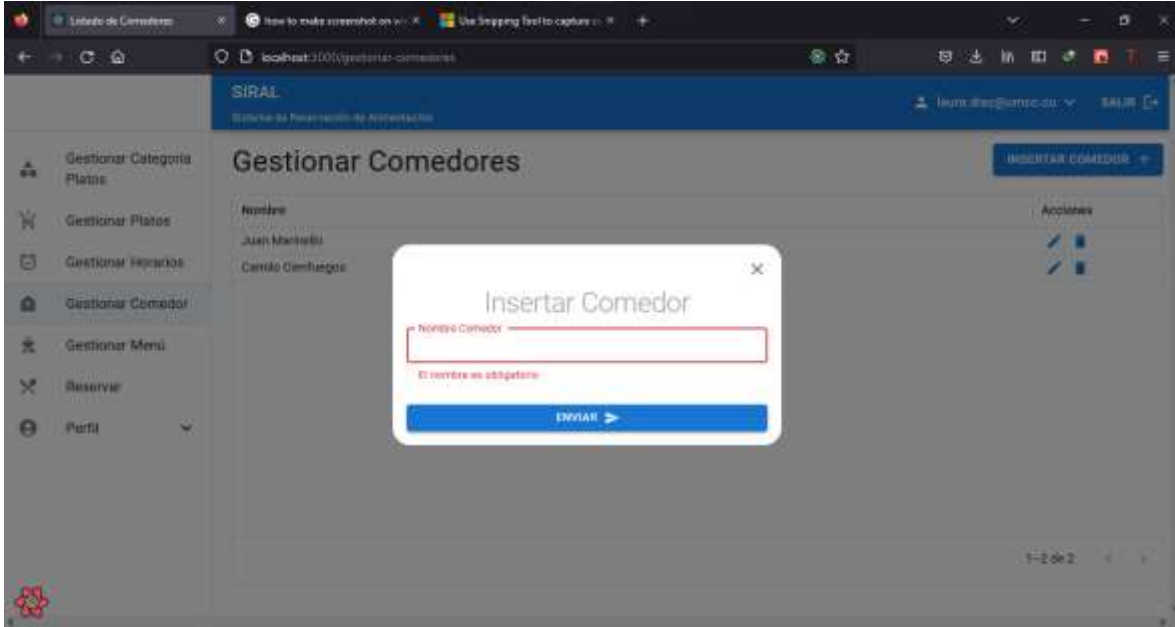 Listado de Comedores
how to make screenshot on wi
Use Snipping Tool to capture
localhost:3000/gestionar-comedores
SIRAL
Sistema de Reservación de Alimentación
SALIR
Gestionar Categoria
Platos
Gestionar Platos
Gestionar Horarios
Gestionar Comedor
Gestionar Menú
Reservar
Perfil
Gestionar Comedores
INSERTAR COMEDOR +
Nombre
Acciones
Juan Marinello
Camilo Cienfuegos
Insertar Comedor
Nombre Comedor
El nombre es obligatorio
ENVIAR
1–2 de 2